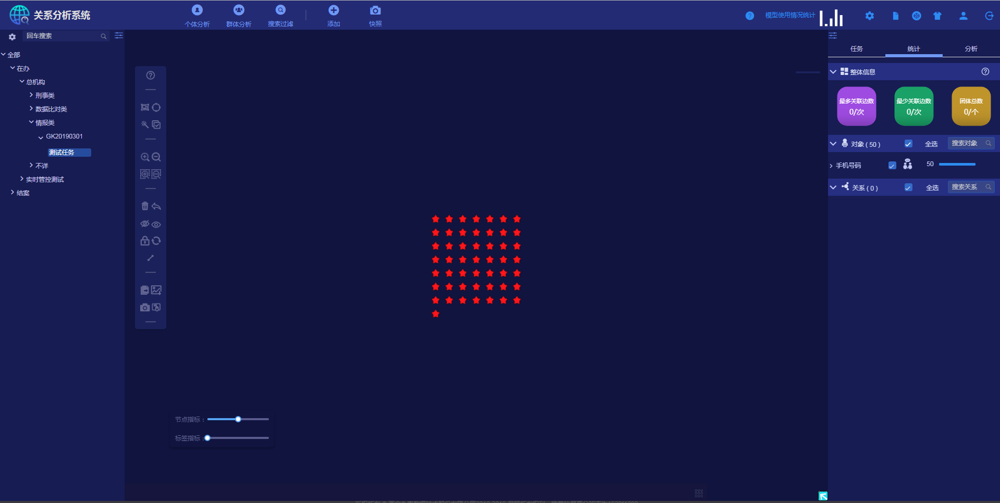 关系分析系统
个体分析
群体分析
搜索过滤
添加
快照
模型使用情况统计
回车搜索
全部
在办
总机构
刑事类
数据比对类
情报类
GK20190301
测试任务
不详
实时管控测试
结案
节点指标：
标签指标：
任务
统计
分析
整体信息
最多关联边数
0/次
最少关联边数
0/次
团体总数
0/个
对象 ( 50 )
全选
搜索对象
手机号码
50
关系 ( 0 )
全选
搜索关系